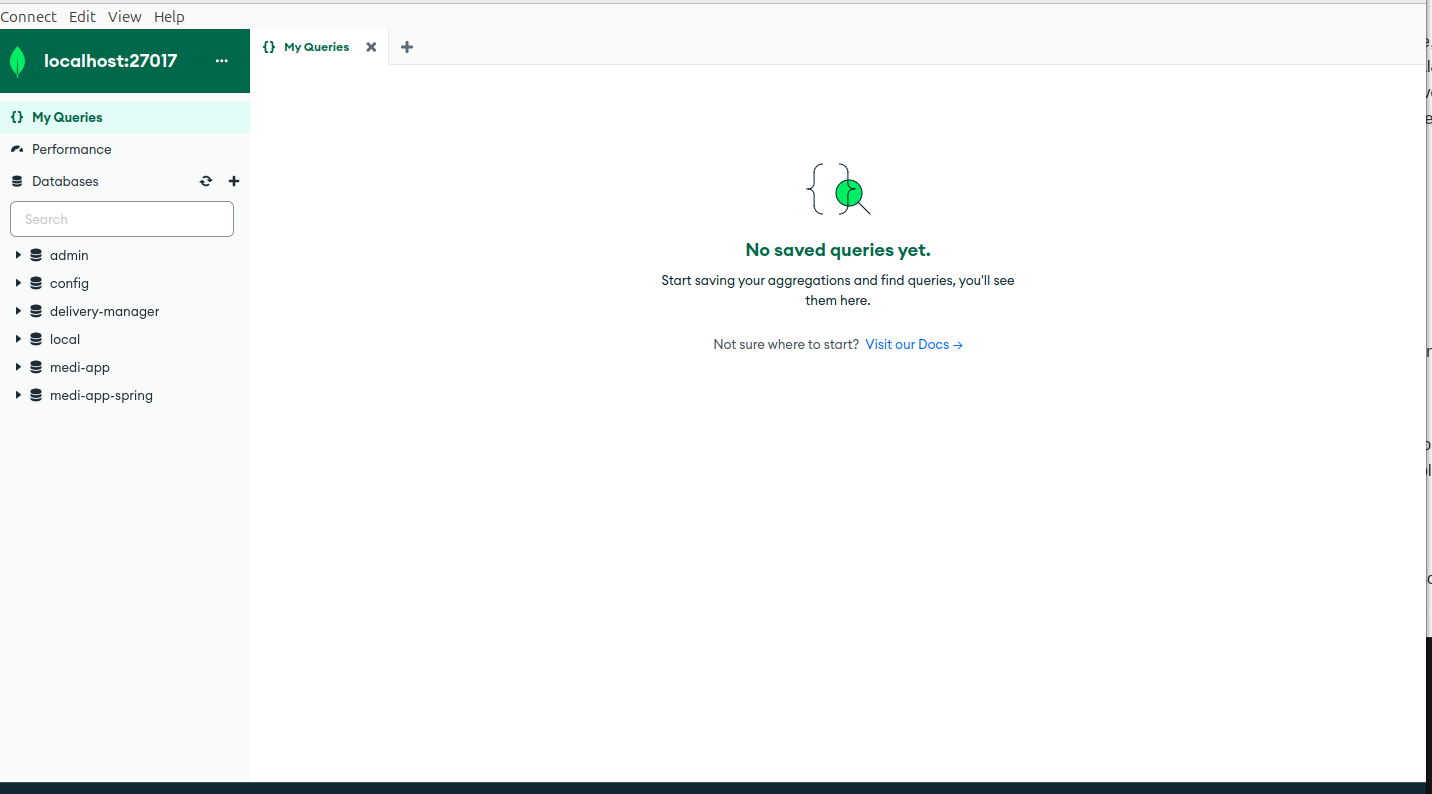 Connect Edit View Help
localhost:27017
My Queries
My Queries
Performance
Databases
Search
admin
config
delivery-manager
local
medi-app
medi-app-spring
No saved queries yet.
Start saving your aggregations and find queries, you'll see
them here.
Not sure where to start? Visit our Docs →